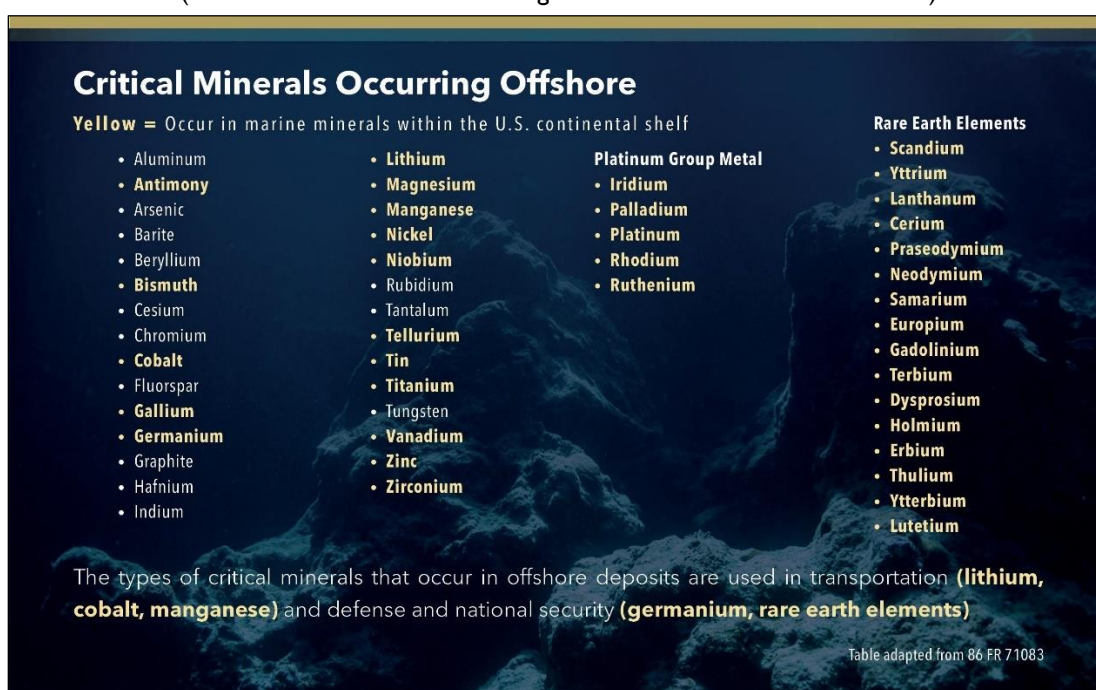 Critical Minerals Occurring Offshore
Yellow = Occur in marine minerals within the U.S. continental shelf
• Aluminum
• Antimony
• Arsenic
• Barite
• Beryllium
• Bismuth
• Cesium
• Chromium
• Cobalt
• Fluorspar
• Gallium
• Germanium
• Graphite
• Hafnium
• Indium
• Lithium
• Magnesium
• Manganese
• Nickel
• Niobium
• Rubidium
• Tantalum
• Tellurium
• Tin
• Titanium
• Tungsten
• Vanadium
• Zinc
• Zirconium
Platinum Group Metal
• Iridium
• Palladium
• Platinum
• Rhodium
• Ruthenium
Rare Earth Elements
• Scandium
• Yttrium
• Lanthanum
• Cerium
• Praseodymium
• Neodymium
• Samarium
• Europium
• Gadolinium
• Terbium
• Dysprosium
• Holmium
• Erbium
• Thulium
• Ytterbium
• Lutetium
The types of critical minerals that occur in offshore deposits are used in transportation (lithium,
cobalt, manganese) and defense and national security (germanium, rare earth elements)
Table adapted from 86 FR 71083